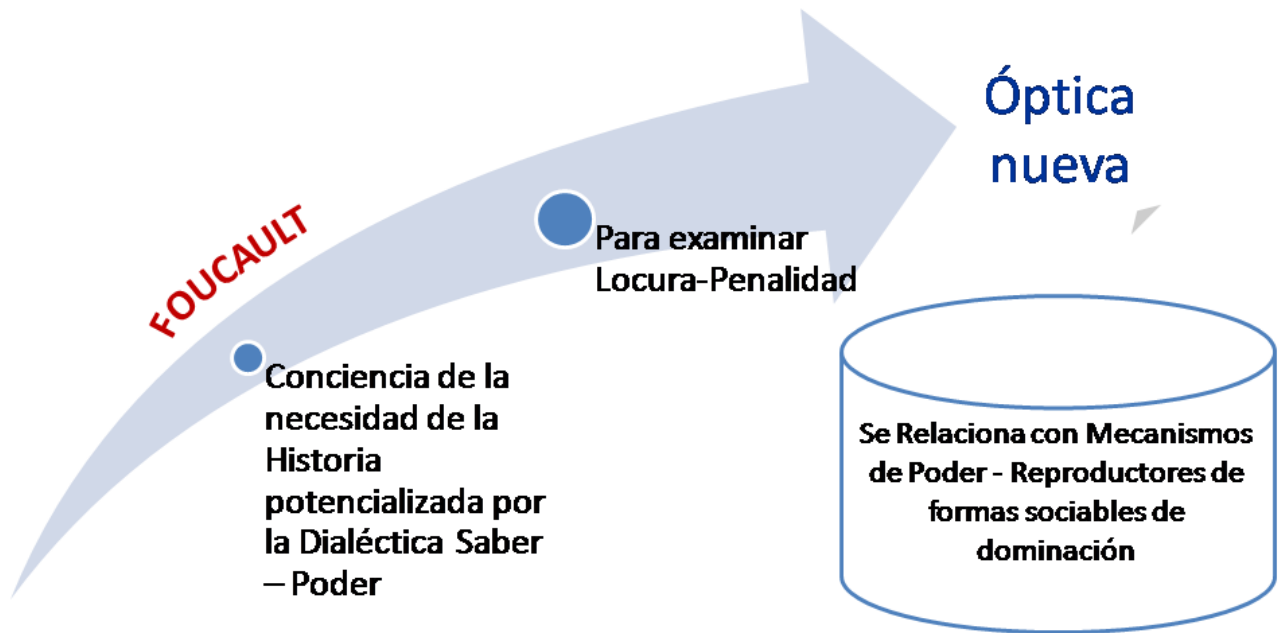 FOUCAULT
Conciencia de la
necesidad de la
Historia
potencializada por
la Dialéctica Saber
– Poder
Para examinar
Locura-Penalidad
Óptica
nueva
Se Relaciona con Mecanismos
de Poder - Reproductores de
formas sociables de
dominación